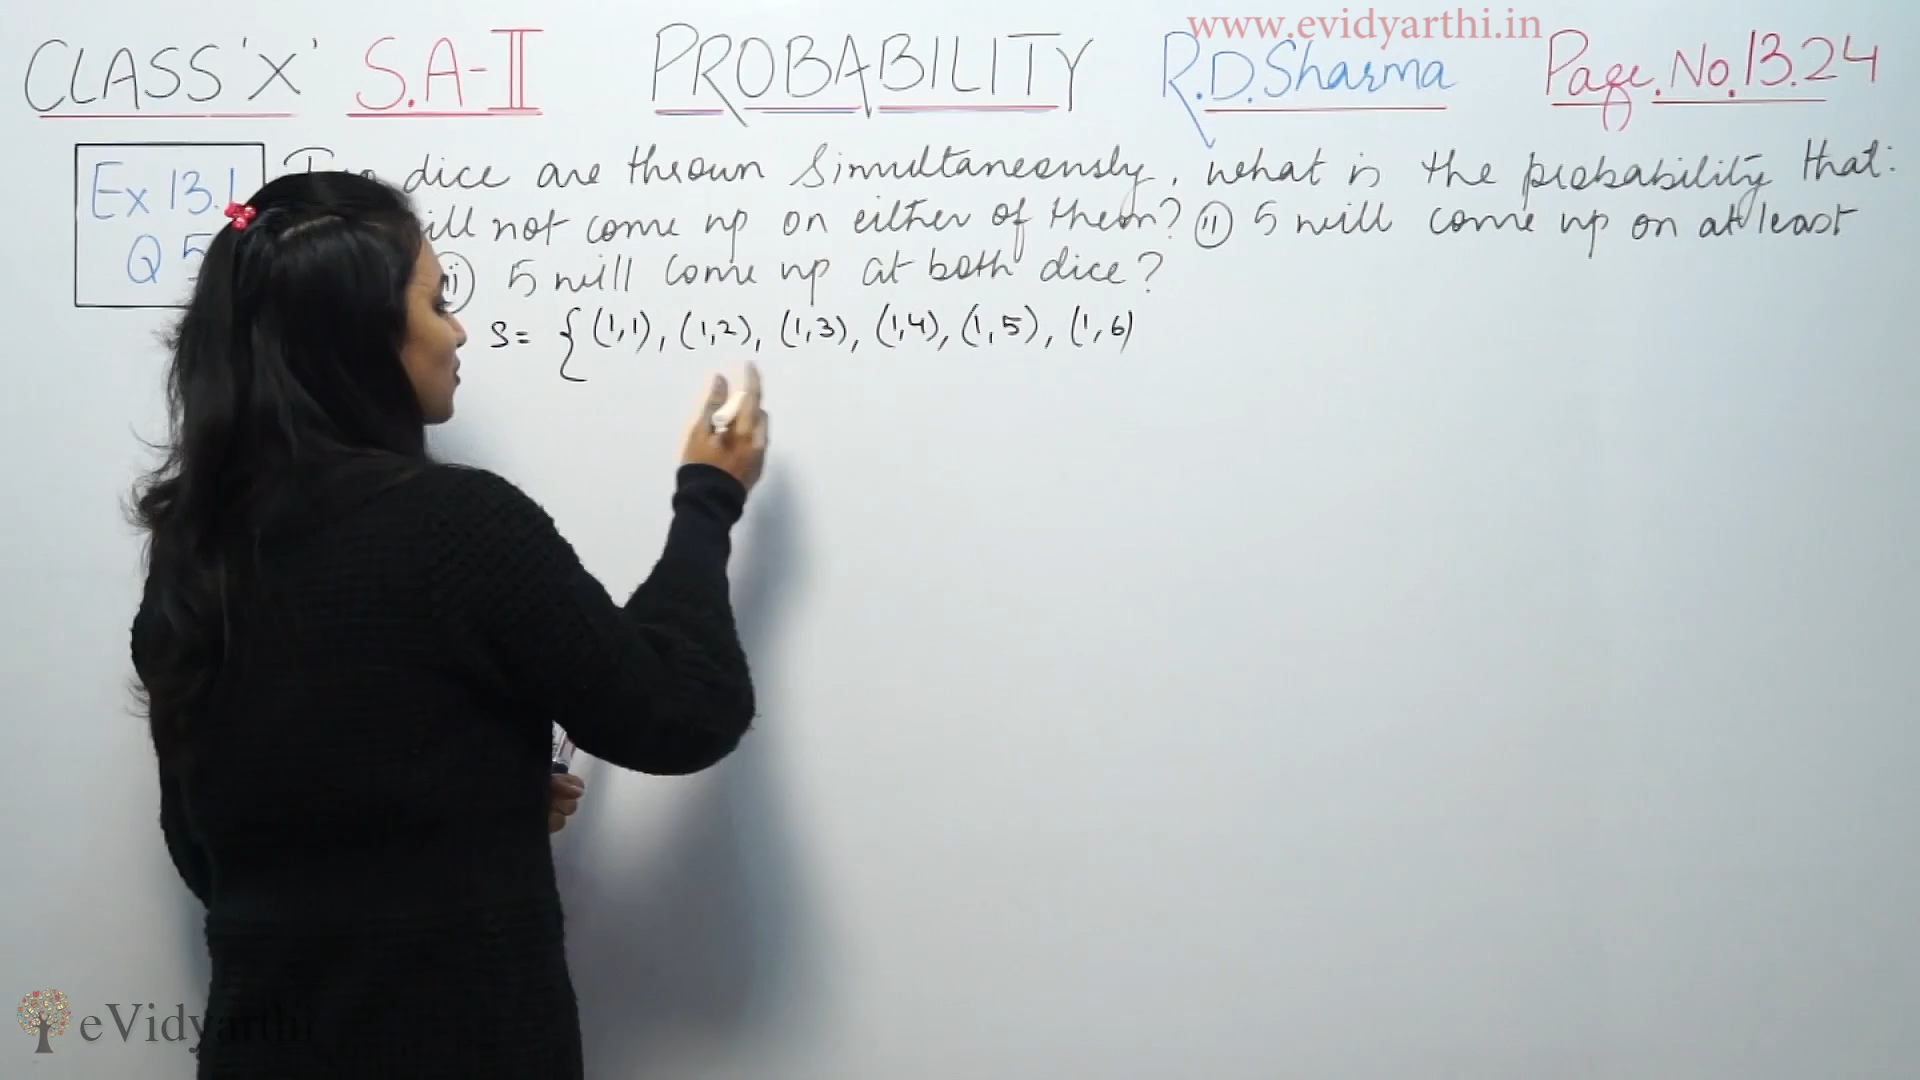 www.evidyarthi.in
CLASS 'X' S.A-II PROBABILITY R.D.Sharma Page.No.13.24
Ex 13.1
Q 5
dice are thrown Simultaneously, what is the probability that:
ill not come up on either of them? (ii) 5 will come up on at least
5 will come up at both dice?
S= { (1,1), (1,2), (1,3), (1,4), (1,5), (1,6)
eVidyarthi